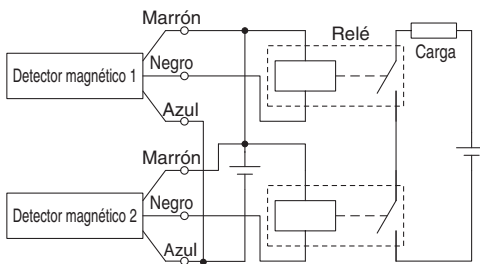 Marrón
Relé
Detector magnético 1
Negro
Carga
Azul
Marrón
Detector magnético 2
Negro
Azul